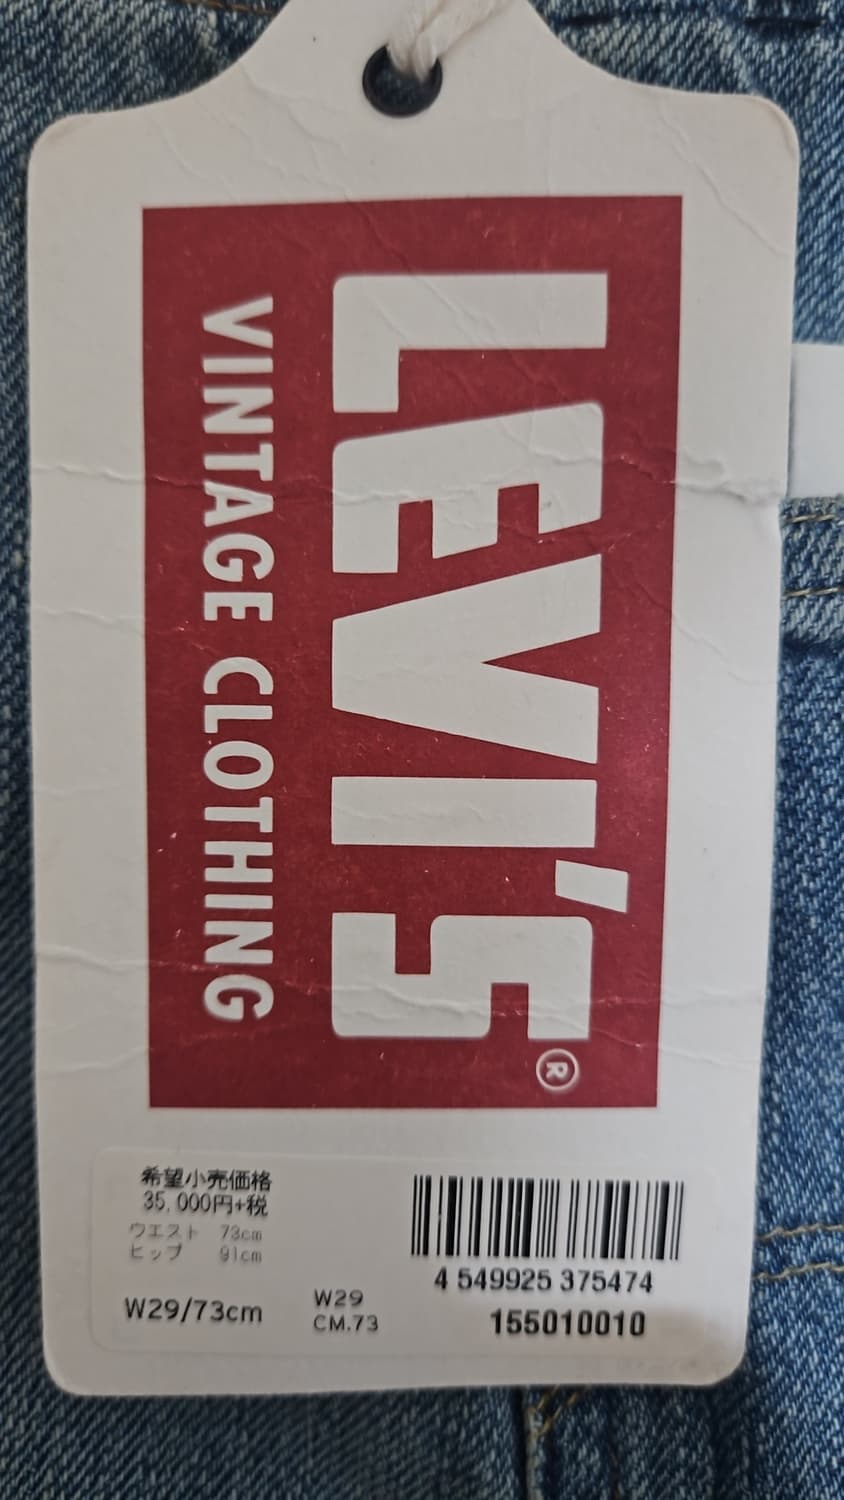 LEVI'S®
VINTAGE CLOTHING
希望小売価格
35,000円+税
ウエスト 73cm
ヒップ 91cm
W29/73cm
W29
CM.73
4 549925 375474
155010010